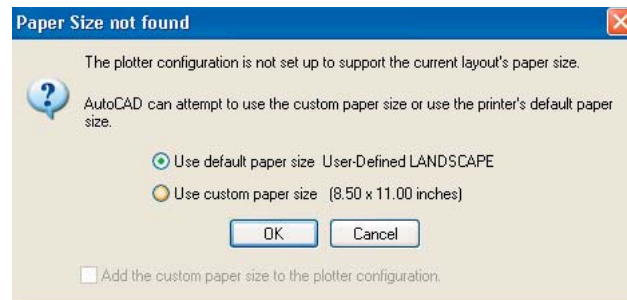 Paper Size not found
The plotter configuration is not set up to support the current layout's paper size.
AutoCAD can attempt to use the custom paper size or use the printer's default paper
size.
Use default paper size User-Defined LANDSCAPE
Use custom paper size (8.50 x 11.00 inches)
OK Cancel
Add the custom paper size to the plotter configuration.